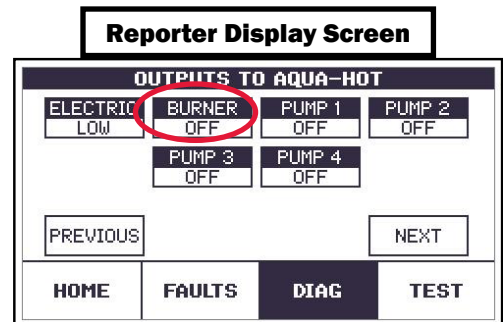 Reporter Display Screen
OUTPUTS TO AQUA-HOT
ELECTRIC BURNER PUMP 1 PUMP 2
LOW OFF OFF OFF
PUMP 3 PUMP 4
OFF OFF
PREVIOUS NEXT
HOME FAULTS DIAG TEST